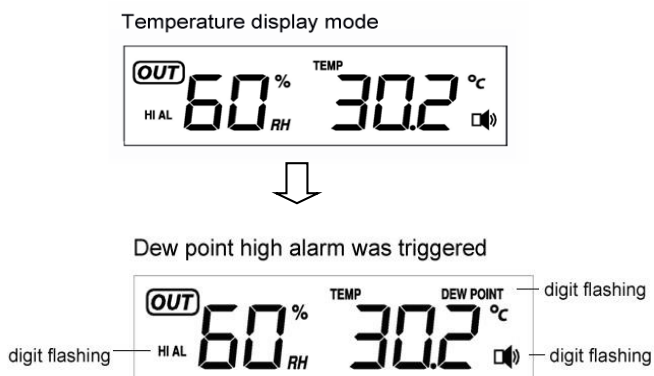 Temperature display mode
OUT 60 % RH TEMP 30.2 °C
HI AL
Dew point high alarm was triggered
OUT 60 % RH TEMP 30.2 DEW POINT °C digit flashing
digit flashing HI AL digit flashing